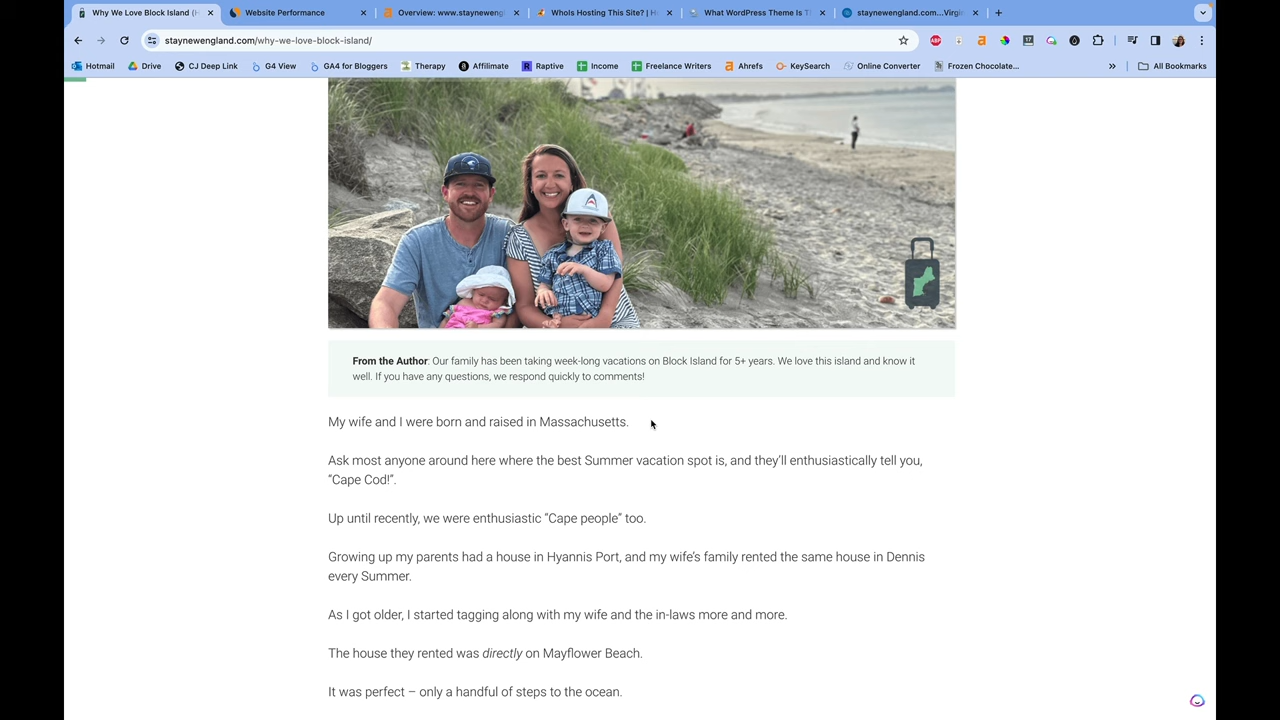 Why We Love Block Island (H
Website Performance
Overview: www.staynewengl
WhoIs Hosting This Site? | H
What WordPress Theme Is T
staynewengland.com...Virgi
staynewengland.com/why-we-love-block-island/
Hotmail
Drive
CJ Deep Link
G4 View
GA4 for Bloggers
Therapy
Affilimate
Raptive
Income
Freelance Writers
Ahrefs
KeySearch
Online Converter
Frozen Chocolate...
All Bookmarks
From the Author: Our family has been taking week-long vacations on Block Island for 5+ years. We love this island and know it
well. If you have any questions, we respond quickly to comments!
My wife and I were born and raised in Massachusetts.
Ask most anyone around here where the best Summer vacation spot is, and they’ll enthusiastically tell you,
“Cape Cod!”.
Up until recently, we were enthusiastic “Cape people” too.
Growing up my parents had a house in Hyannis Port, and my wife’s family rented the same house in Dennis
every Summer.
As I got older, I started tagging along with my wife and the in-laws more and more.
The house they rented was directly on Mayflower Beach.
It was perfect – only a handful of steps to the ocean.